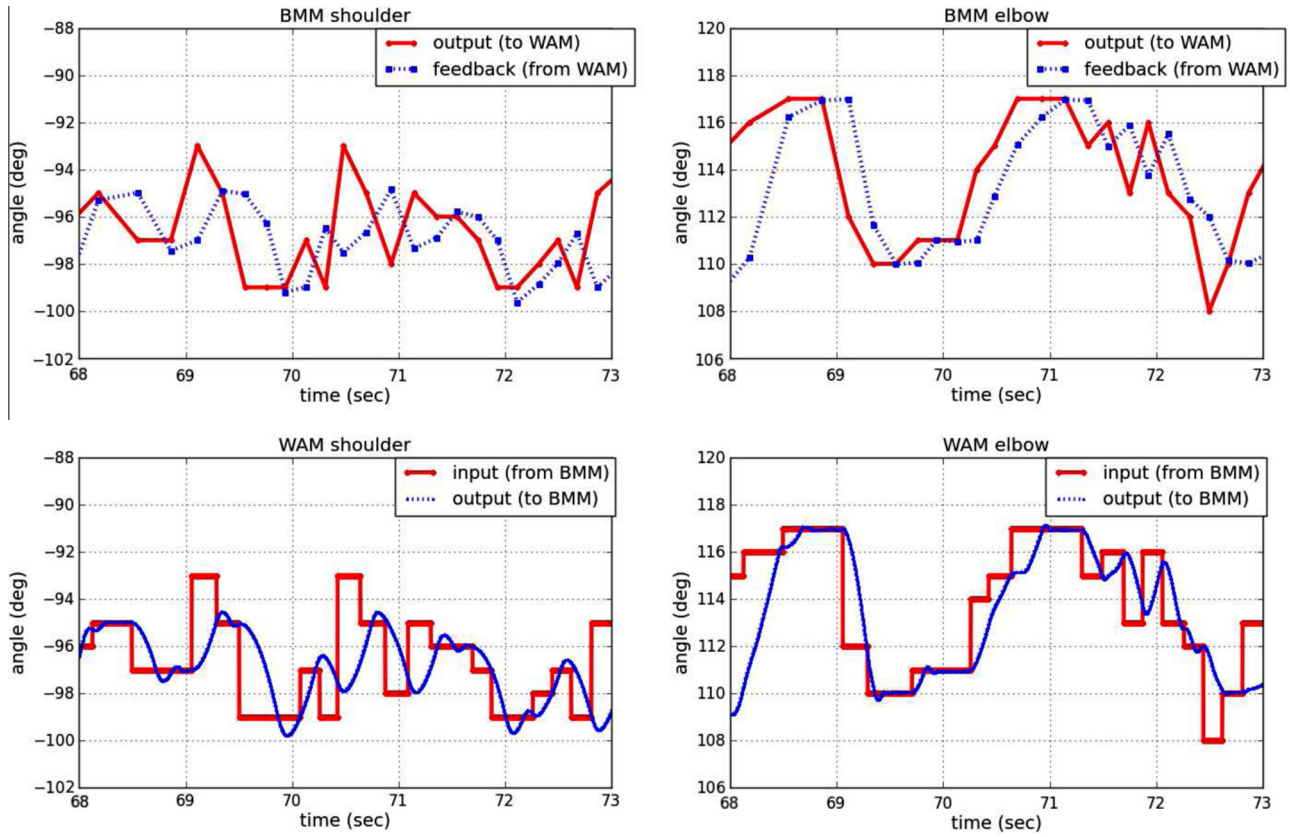 BMM shoulder
output (to WAM)
feedback (from WAM)
angle (deg)
−88
−90
−92
−94
−96
−98
−100
−102
68
69
70
71
72
73
time (sec)
BMM elbow
output (to WAM)
feedback (from WAM)
angle (deg)
120
118
116
114
112
110
108
106
68
69
70
71
72
73
time (sec)
WAM shoulder
input (from BMM)
output (to BMM)
angle (deg)
−88
−90
−92
−94
−96
−98
−100
−102
68
69
70
71
72
73
time (sec)
WAM elbow
input (from BMM)
output (to BMM)
angle (deg)
120
118
116
114
112
110
108
106
68
69
70
71
72
73
time (sec)